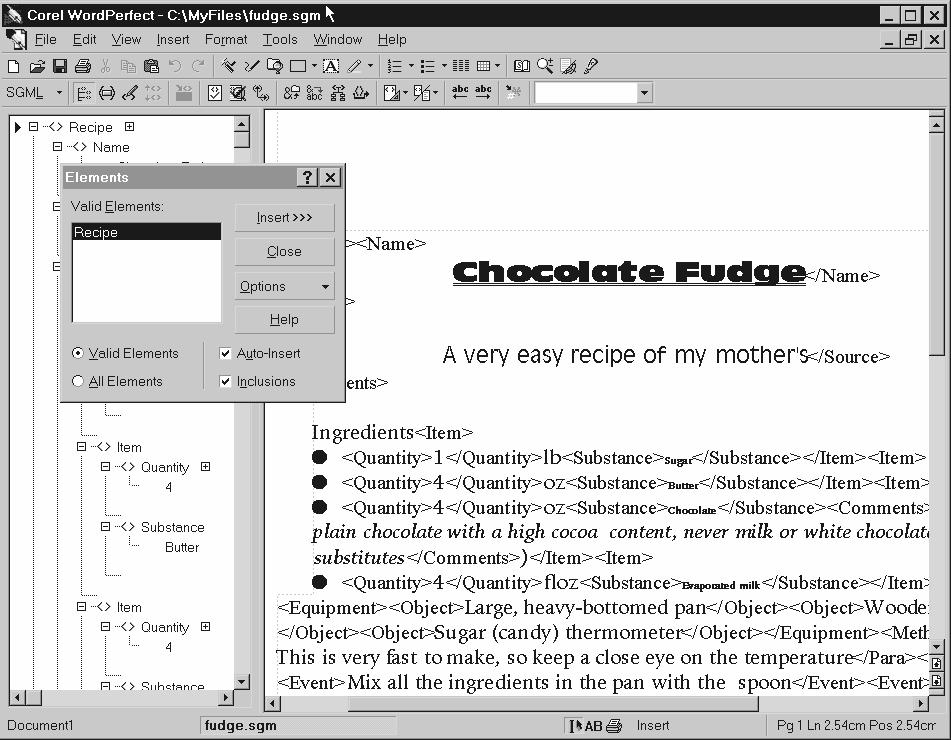 Corel WordPerfect - C:\MyFiles\fudge.sgm
File Edit View Insert Format Tools Window Help
SGML
Recipe
Name
Elements
Valid Elements:
Recipe
Insert >>>
Close
Options
Help
Valid Elements
All Elements
Auto-Insert
Inclusions
Item
Quantity
4
Substance
Butter
Item
Quantity
4
Substance
><Name>
Chocolate Fudge</Name>
>
A very easy recipe of my mother's</Source>
ents>
Ingredients<Item>
● <Quantity>1</Quantity>lb<Substance>Sugar</Substance></Item><Item>
● <Quantity>4</Quantity>oz<Substance>Butter</Substance></Item><Item>
● <Quantity>4</Quantity>oz<Substance>Chocolate</Substance><Comments>
plain chocolate with a high cocoa content, never milk or white chocolate
substitutes</Comments>)</Item><Item>
● <Quantity>4</Quantity>floz<Substance>Evaporated milk</Substance></Item>
<Equipment><Object>Large, heavy-bottomed pan</Object><Object>Wooden
</Object><Object>Sugar (candy) thermometer</Object></Equipment><Meth
This is very fast to make, so keep a close eye on the temperature</Para><
<Event>Mix all the ingredients in the pan with the spoon</Event><Event>
Document1 fudge.sgm AB Insert Pg 1 Ln 2.54cm Pos 2.54cm